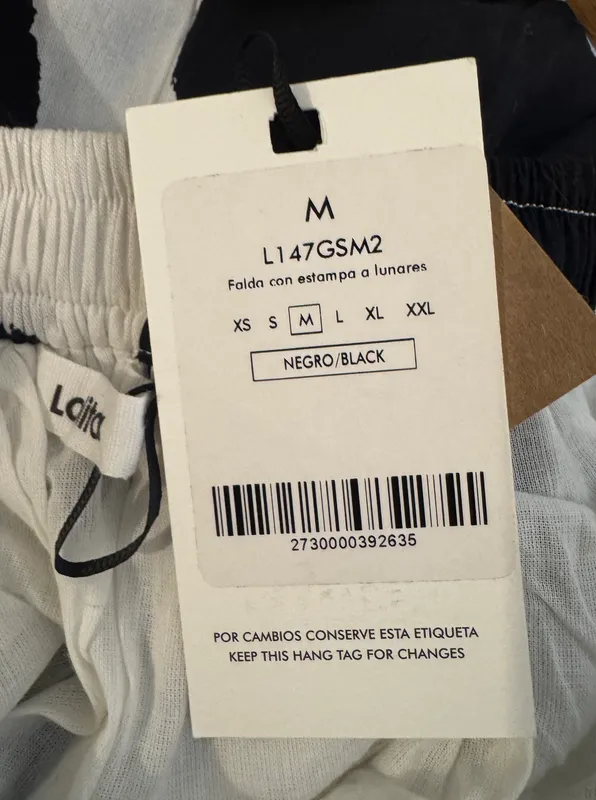 M
L147GSM2
Falda con estampa a lunares
XS S M L XL XXL
NEGRO/BLACK
2730000392635
POR CAMBIOS CONSERVE ESTA ETIQUETA
KEEP THIS HANG TAG FOR CHANGES